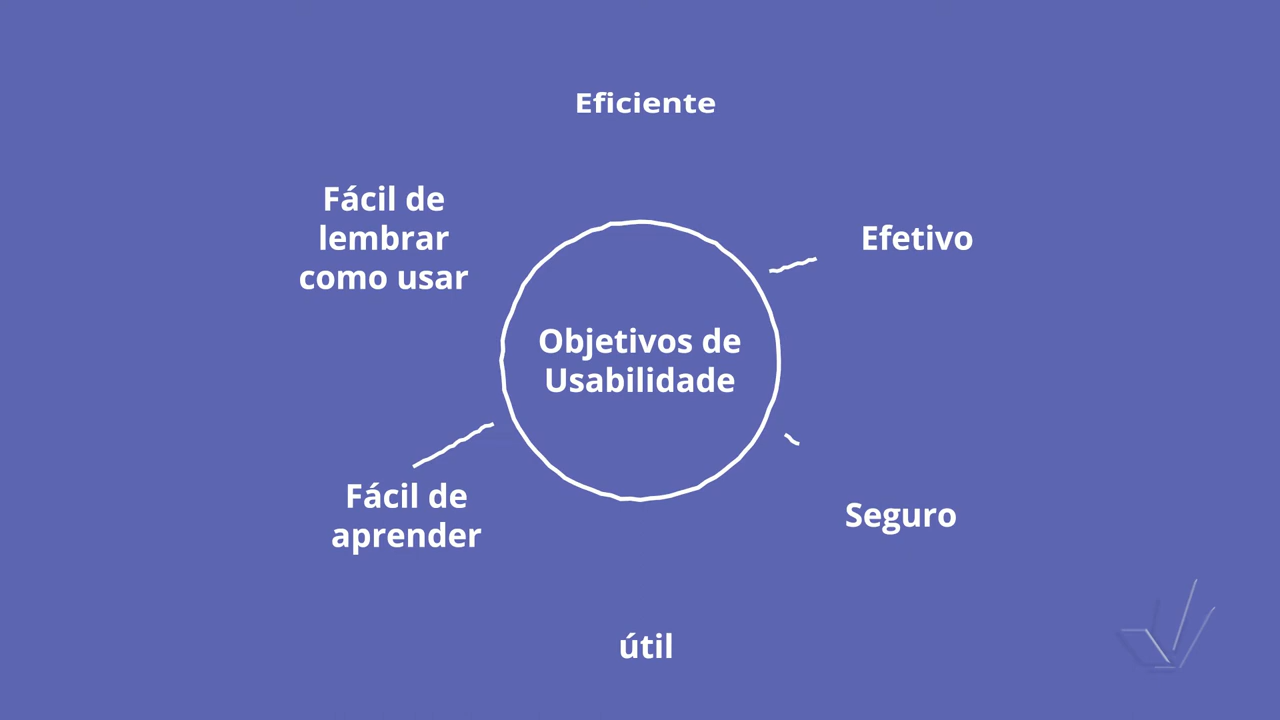 Eficiente
Fácil de
lembrar
como usar
Efetivo
Objetivos de
Usabilidade
Fácil de
aprender
Seguro
útil